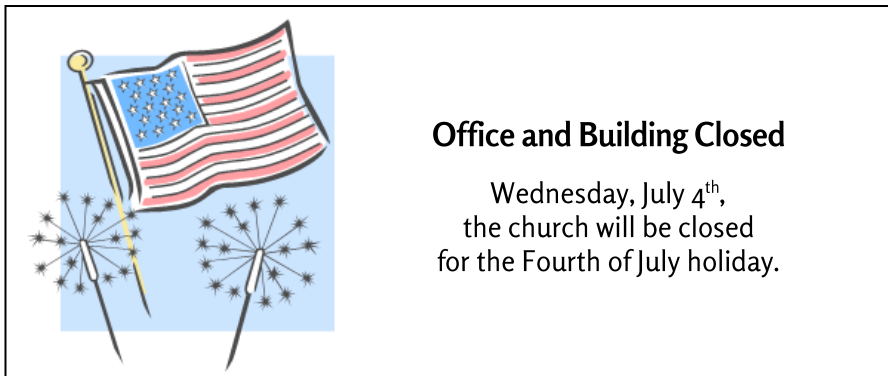 Office and Building Closed
Wednesday, July 4th,
the church will be closed
for the Fourth of July holiday.